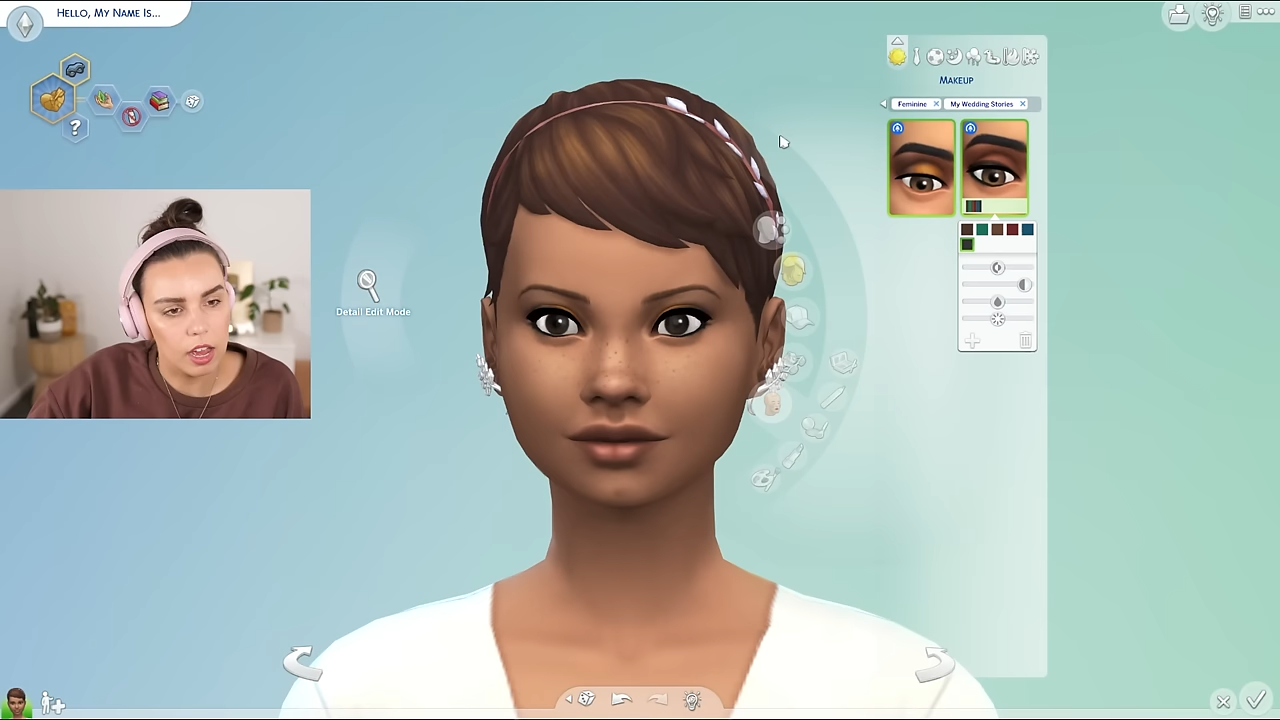 Hello, My Name Is...
Makeup
Feminine
My Wedding Stories
Detail Edit Mode
?